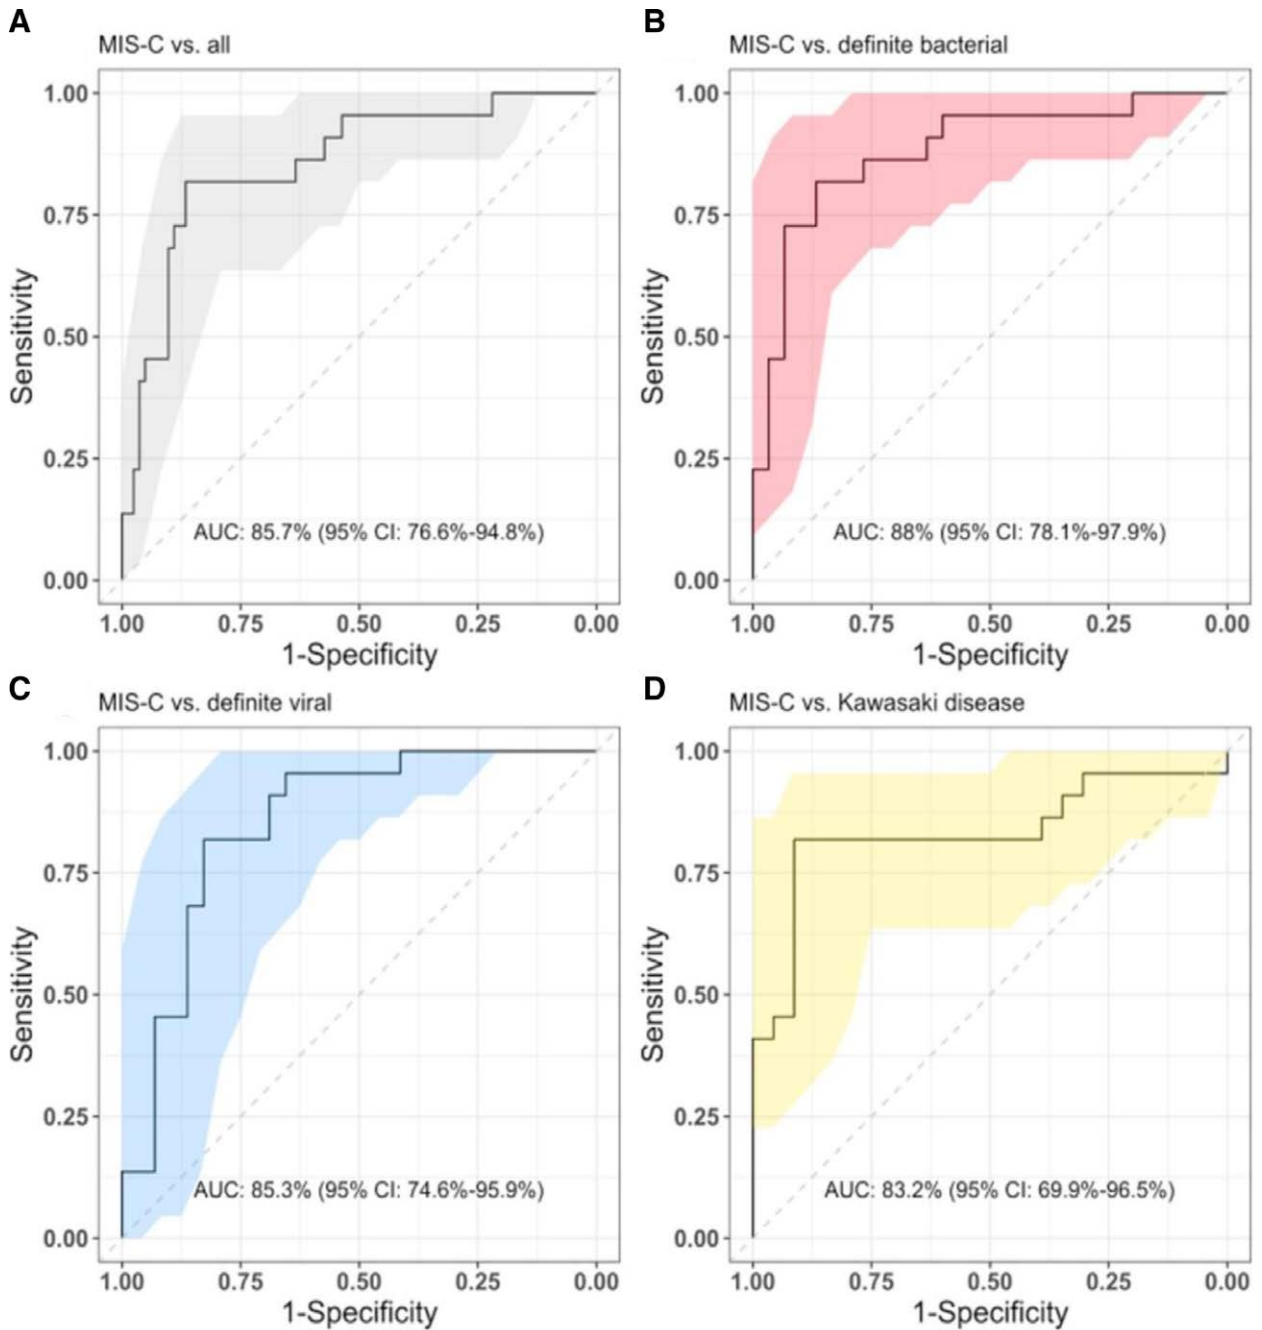 A
MIS-C vs. all
1.00
0.75
0.50
0.25
0.00
Sensitivity
AUC: 85.7% (95% CI: 76.6%-94.8%)
1.00 0.75 0.50 0.25 0.00
1-Specificity
B
MIS-C vs. definite bacterial
1.00
0.75
0.50
0.25
0.00
Sensitivity
AUC: 88% (95% CI: 78.1%-97.9%)
1.00 0.75 0.50 0.25 0.00
1-Specificity
C
MIS-C vs. definite viral
1.00
0.75
0.50
0.25
0.00
Sensitivity
AUC: 85.3% (95% CI: 74.6%-95.9%)
1.00 0.75 0.50 0.25 0.00
1-Specificity
D
MIS-C vs. Kawasaki disease
1.00
0.75
0.50
0.25
0.00
Sensitivity
AUC: 83.2% (95% CI: 69.9%-96.5%)
1.00 0.75 0.50 0.25 0.00
1-Specificity